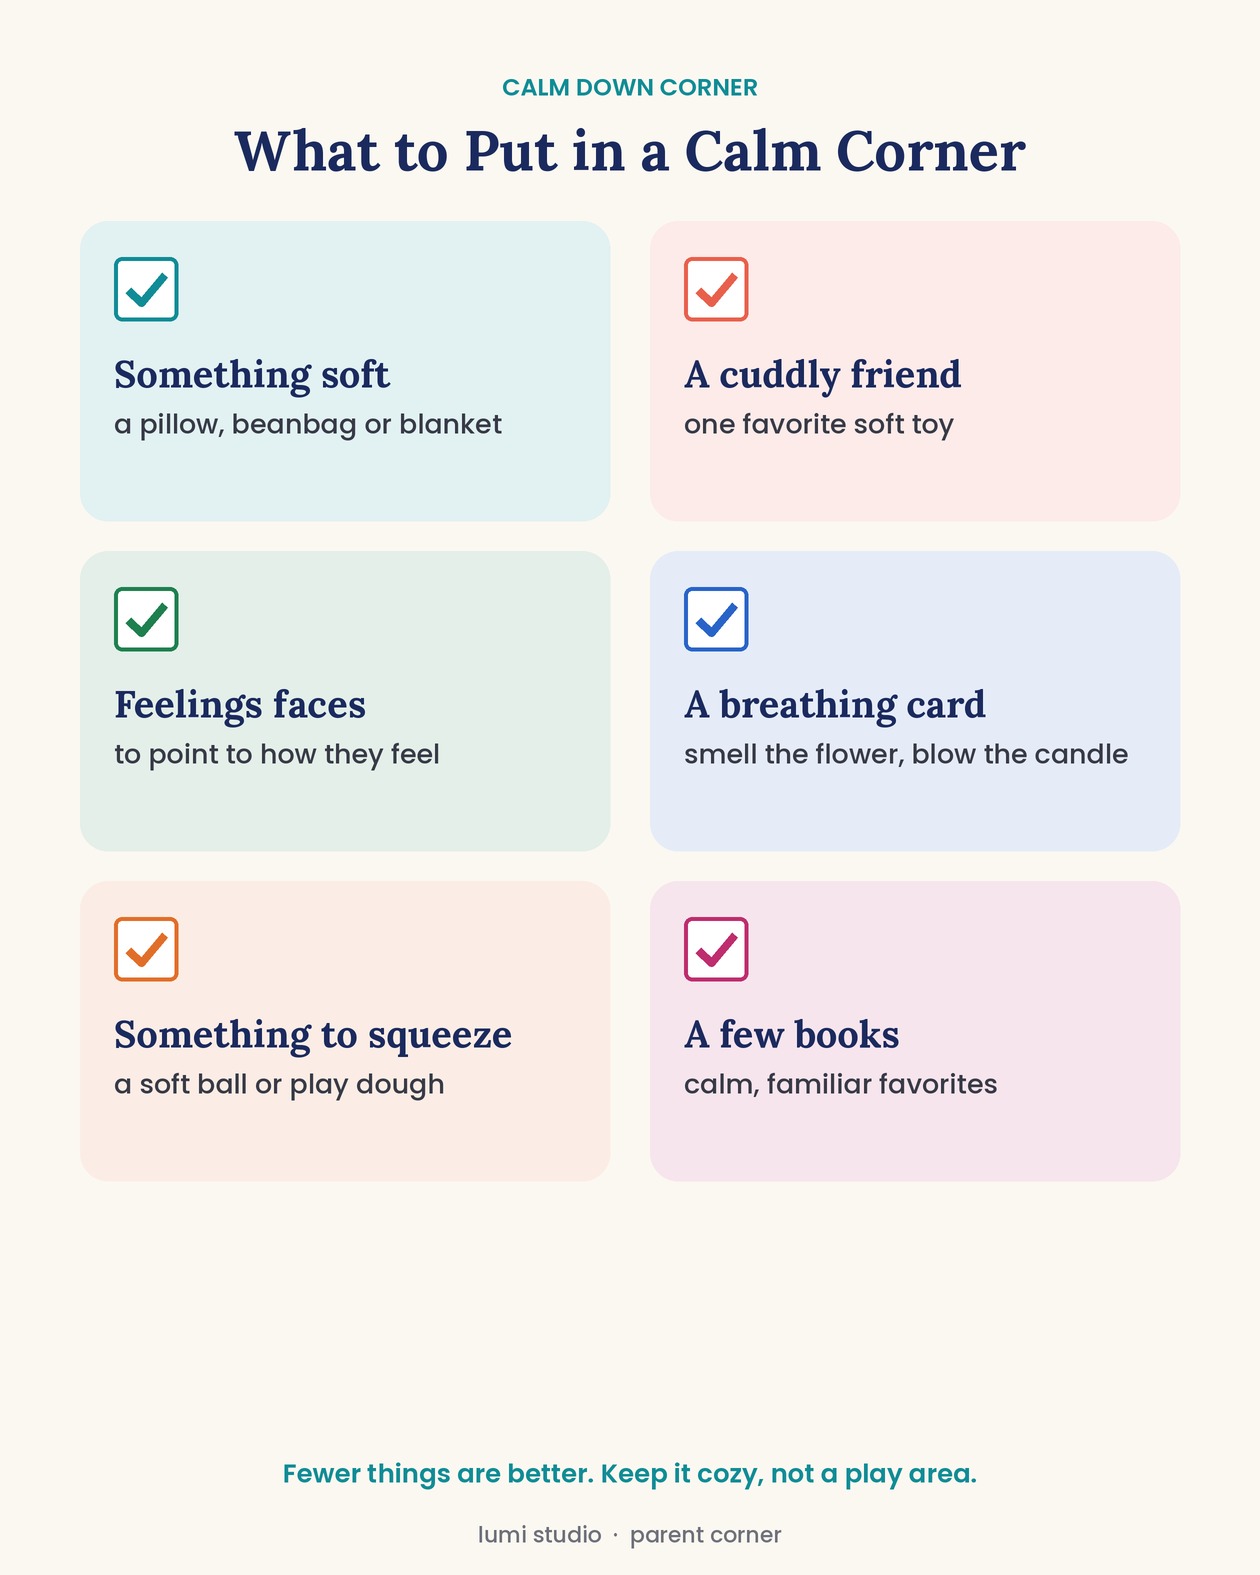 CALM DOWN CORNER
What to Put in a Calm Corner
Something soft
a pillow, beanbag or blanket
A cuddly friend
one favorite soft toy
Feelings faces
to point to how they feel
A breathing card
smell the flower, blow the candle
Something to squeeze
a soft ball or play dough
A few books
calm, familiar favorites
Fewer things are better. Keep it cozy, not a play area.
lumi studio · parent corner